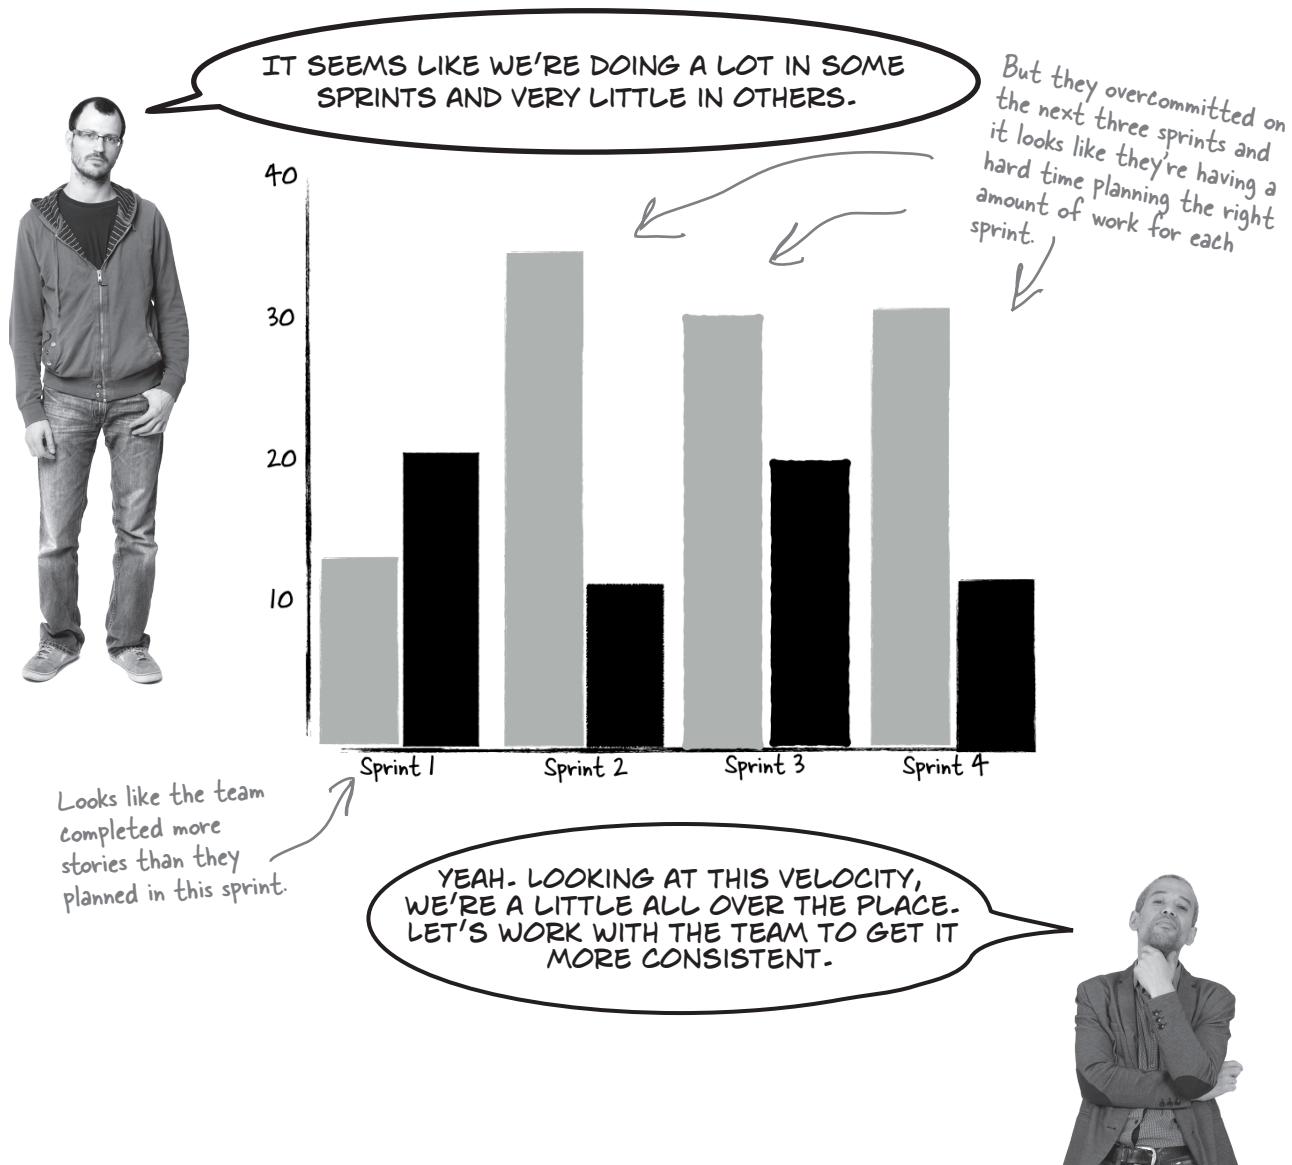 IT SEEMS LIKE WE'RE DOING A LOT IN SOME
SPRINTS AND VERY LITTLE IN OTHERS.
But they overcommitted on
the next three sprints and
it looks like they're having a
hard time planning the right
amount of work for each
sprint.
40
30
20
10
Sprint 1
Sprint 2
Sprint 3
Sprint 4
Looks like the team
completed more
stories than they
planned in this sprint.
YEAH. LOOKING AT THIS VELOCITY,
WE'RE A LITTLE ALL OVER THE PLACE.
LET'S WORK WITH THE TEAM TO GET IT
MORE CONSISTENT.